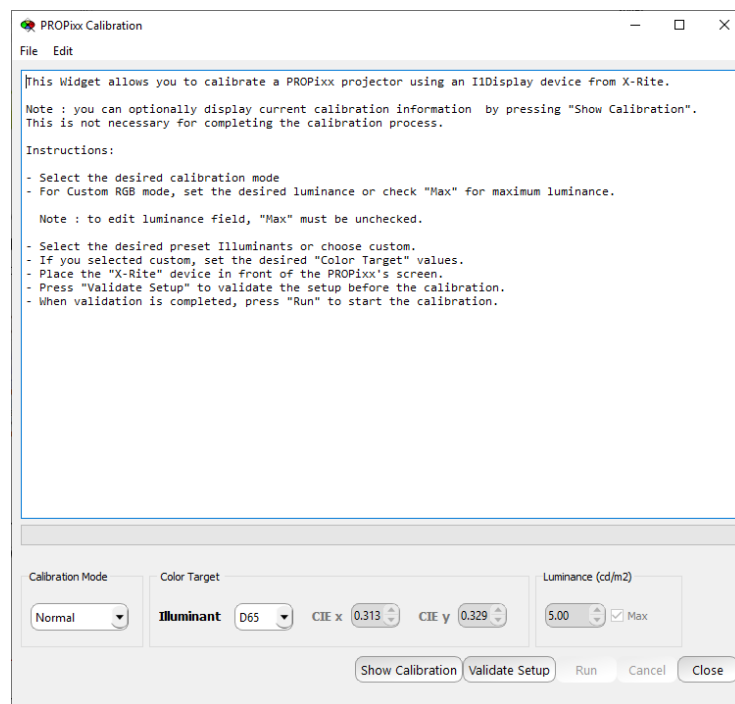 PROPixx Calibration
File Edit
This Widget allows you to calibrate a PROPixx projector using an I1Display device from X-Rite.
Note : you can optionally display current calibration information  by pressing "Show Calibration".
This is not necessary for completing the calibration process.
Instructions:
- Select the desired calibration mode
- For Custom RGB mode, set the desired luminance or check "Max" for maximum luminance.
Note : to edit luminance field, "Max" must be unchecked.
- Select the desired preset Illuminants or choose custom.
- If you selected custom, set the desired "Color Target" values.
- Place the "X-Rite" device in front of the PROPixx's screen.
- Press "Validate Setup" to validate the setup before the calibration.
- When validation is completed, press "Run" to start the calibration.
Calibration Mode Color Target Luminance (cd/m2)
Normal Illuminant D65 CIE x 0.313 CIE y 0.329 5.00 Max
Show Calibration Validate Setup Run Cancel Close